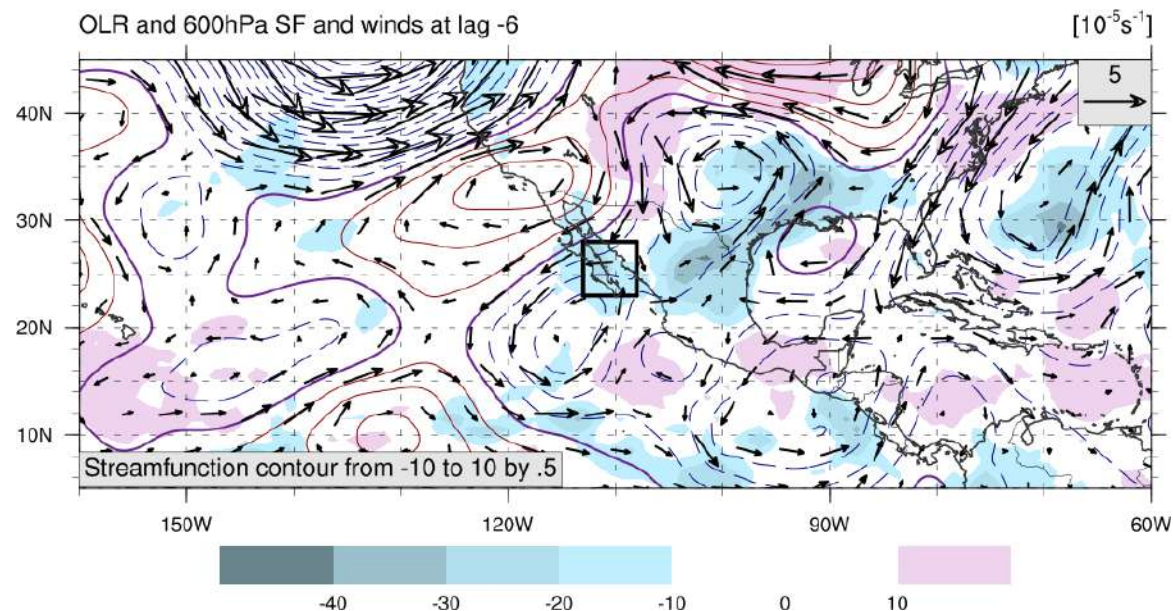 OLR and 600hPa SF and winds at lag -6
[10⁻⁵s⁻¹]
5
40N
30N
20N
10N
Streamfunction contour from -10 to 10 by .5
150W 120W 90W 60W
-40 -30 -20 -10 0 10